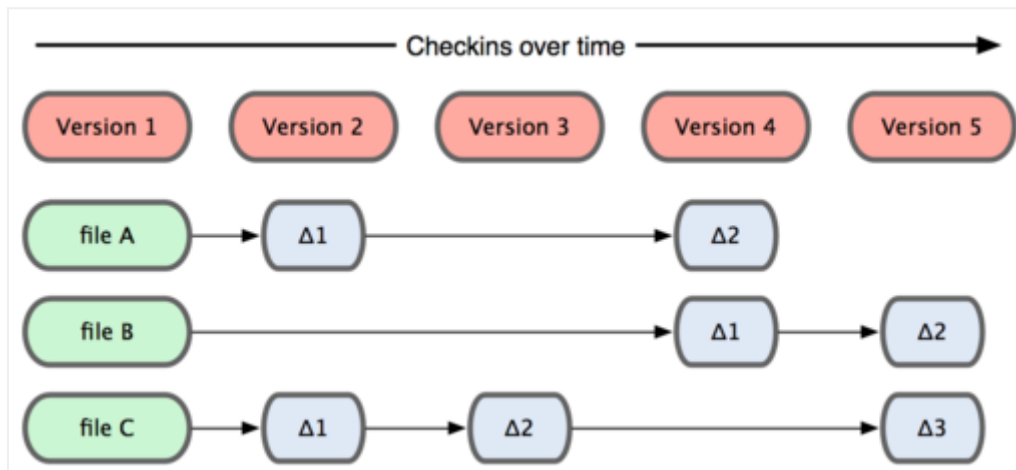 Checkins over time
Version 1 Version 2 Version 3 Version 4 Version 5
file A Δ1 Δ2
file B Δ1 Δ2
file C Δ1 Δ2 Δ3